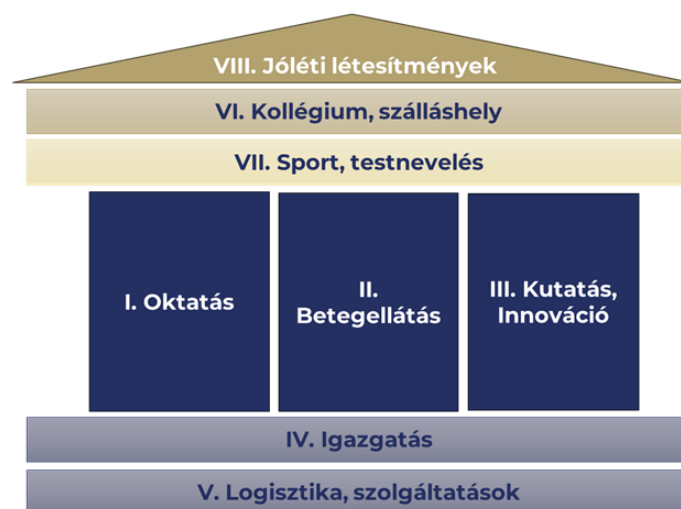 VIII. Jóléti létesítmények
VI. Kollégium, szálláshely
VII. Sport, testnevelés
I. Oktatás
II.
Betegellátás
III. Kutatás,
Innováció
IV. Igazgatás
V. Logisztika, szolgáltatások